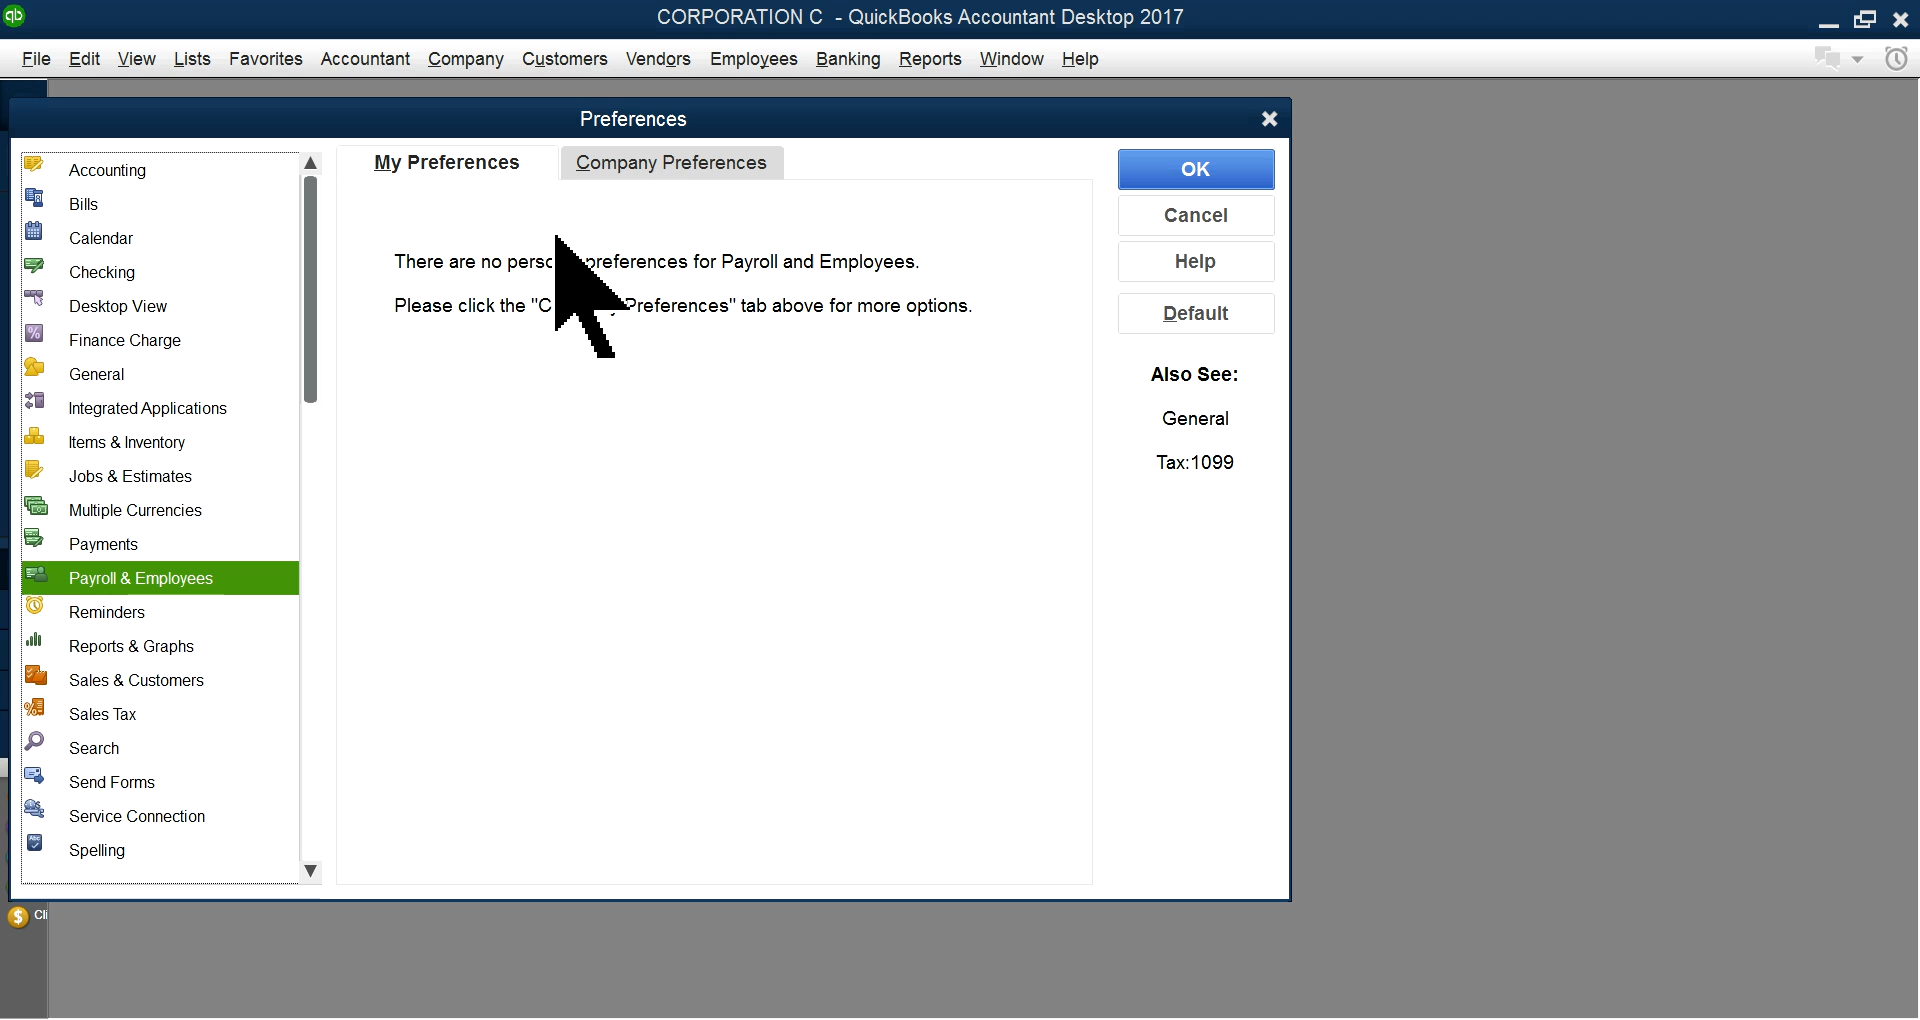 qb
CORPORATION C - QuickBooks Accountant Desktop 2017
File Edit View Lists Favorites Accountant Company Customers Vendors Employees Banking Reports Window Help
Preferences
Accounting
Bills
Calendar
Checking
Desktop View
Finance Charge
General
Integrated Applications
Items & Inventory
Jobs & Estimates
Multiple Currencies
Payments
Payroll & Employees
Reminders
Reports & Graphs
Sales & Customers
Sales Tax
Search
Send Forms
Service Connection
Spelling
My Preferences Company Preferences
There are no preferences for Payroll and Employees.
Please click the "C Preferences" tab above for more options.
OK
Cancel
Help
Default
Also See:
General
Tax:1099
Cli